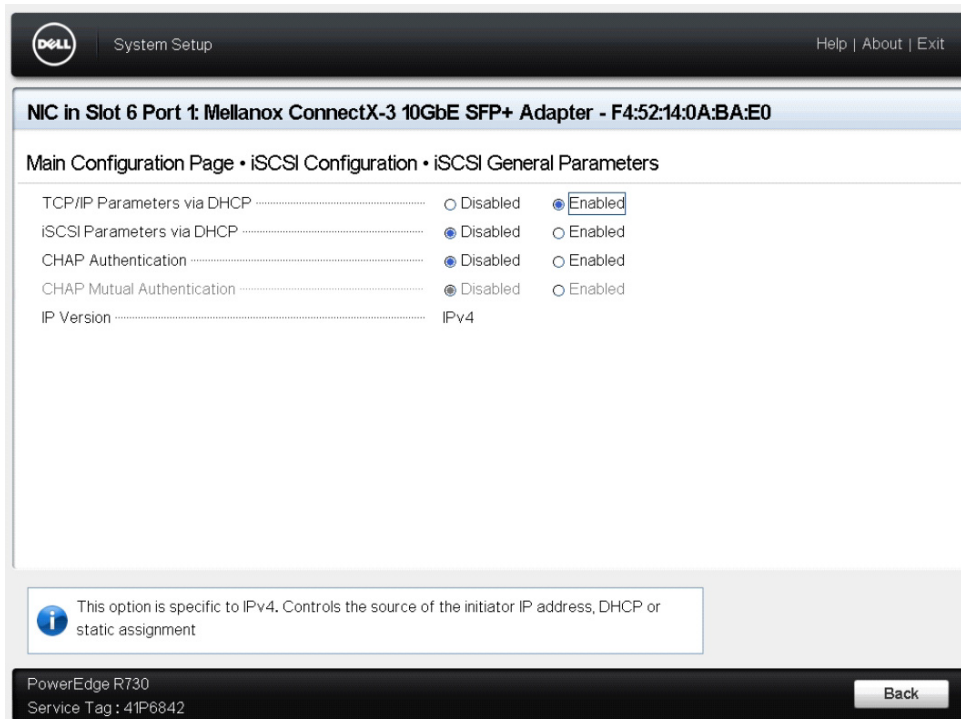 DELL
System Setup
Help | About | Exit
NIC in Slot 6 Port 1: Mellanox ConnectX-3 10GbE SFP+ Adapter - F4:52:14:0A:BA:E0
Main Configuration Page • iSCSI Configuration • iSCSI General Parameters
TCP/IP Parameters via DHCP Disabled Enabled
iSCSI Parameters via DHCP Disabled Enabled
CHAP Authentication Disabled Enabled
CHAP Mutual Authentication Disabled Enabled
IP Version IPv4
This option is specific to IPv4. Controls the source of the initiator IP address, DHCP or
static assignment
PowerEdge R730
Service Tag : 41P6842
Back